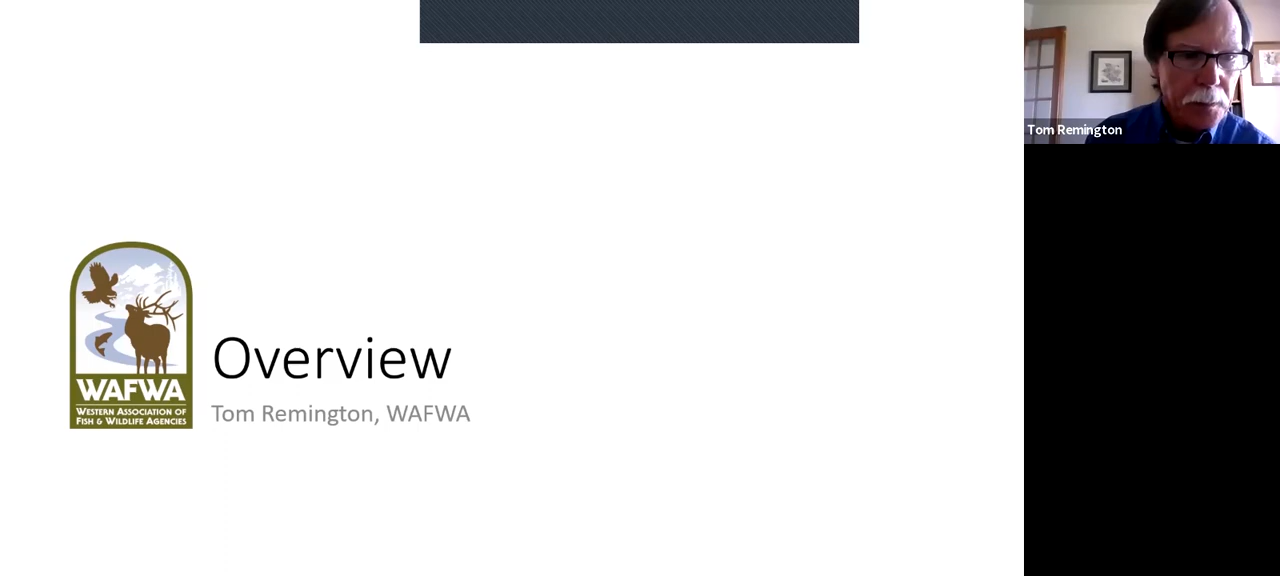 Overview
Tom Remington, WAFWA
WAFWA
WESTERN ASSOCIATION OF
FISH & WILDLIFE AGENCIES
Tom Remington